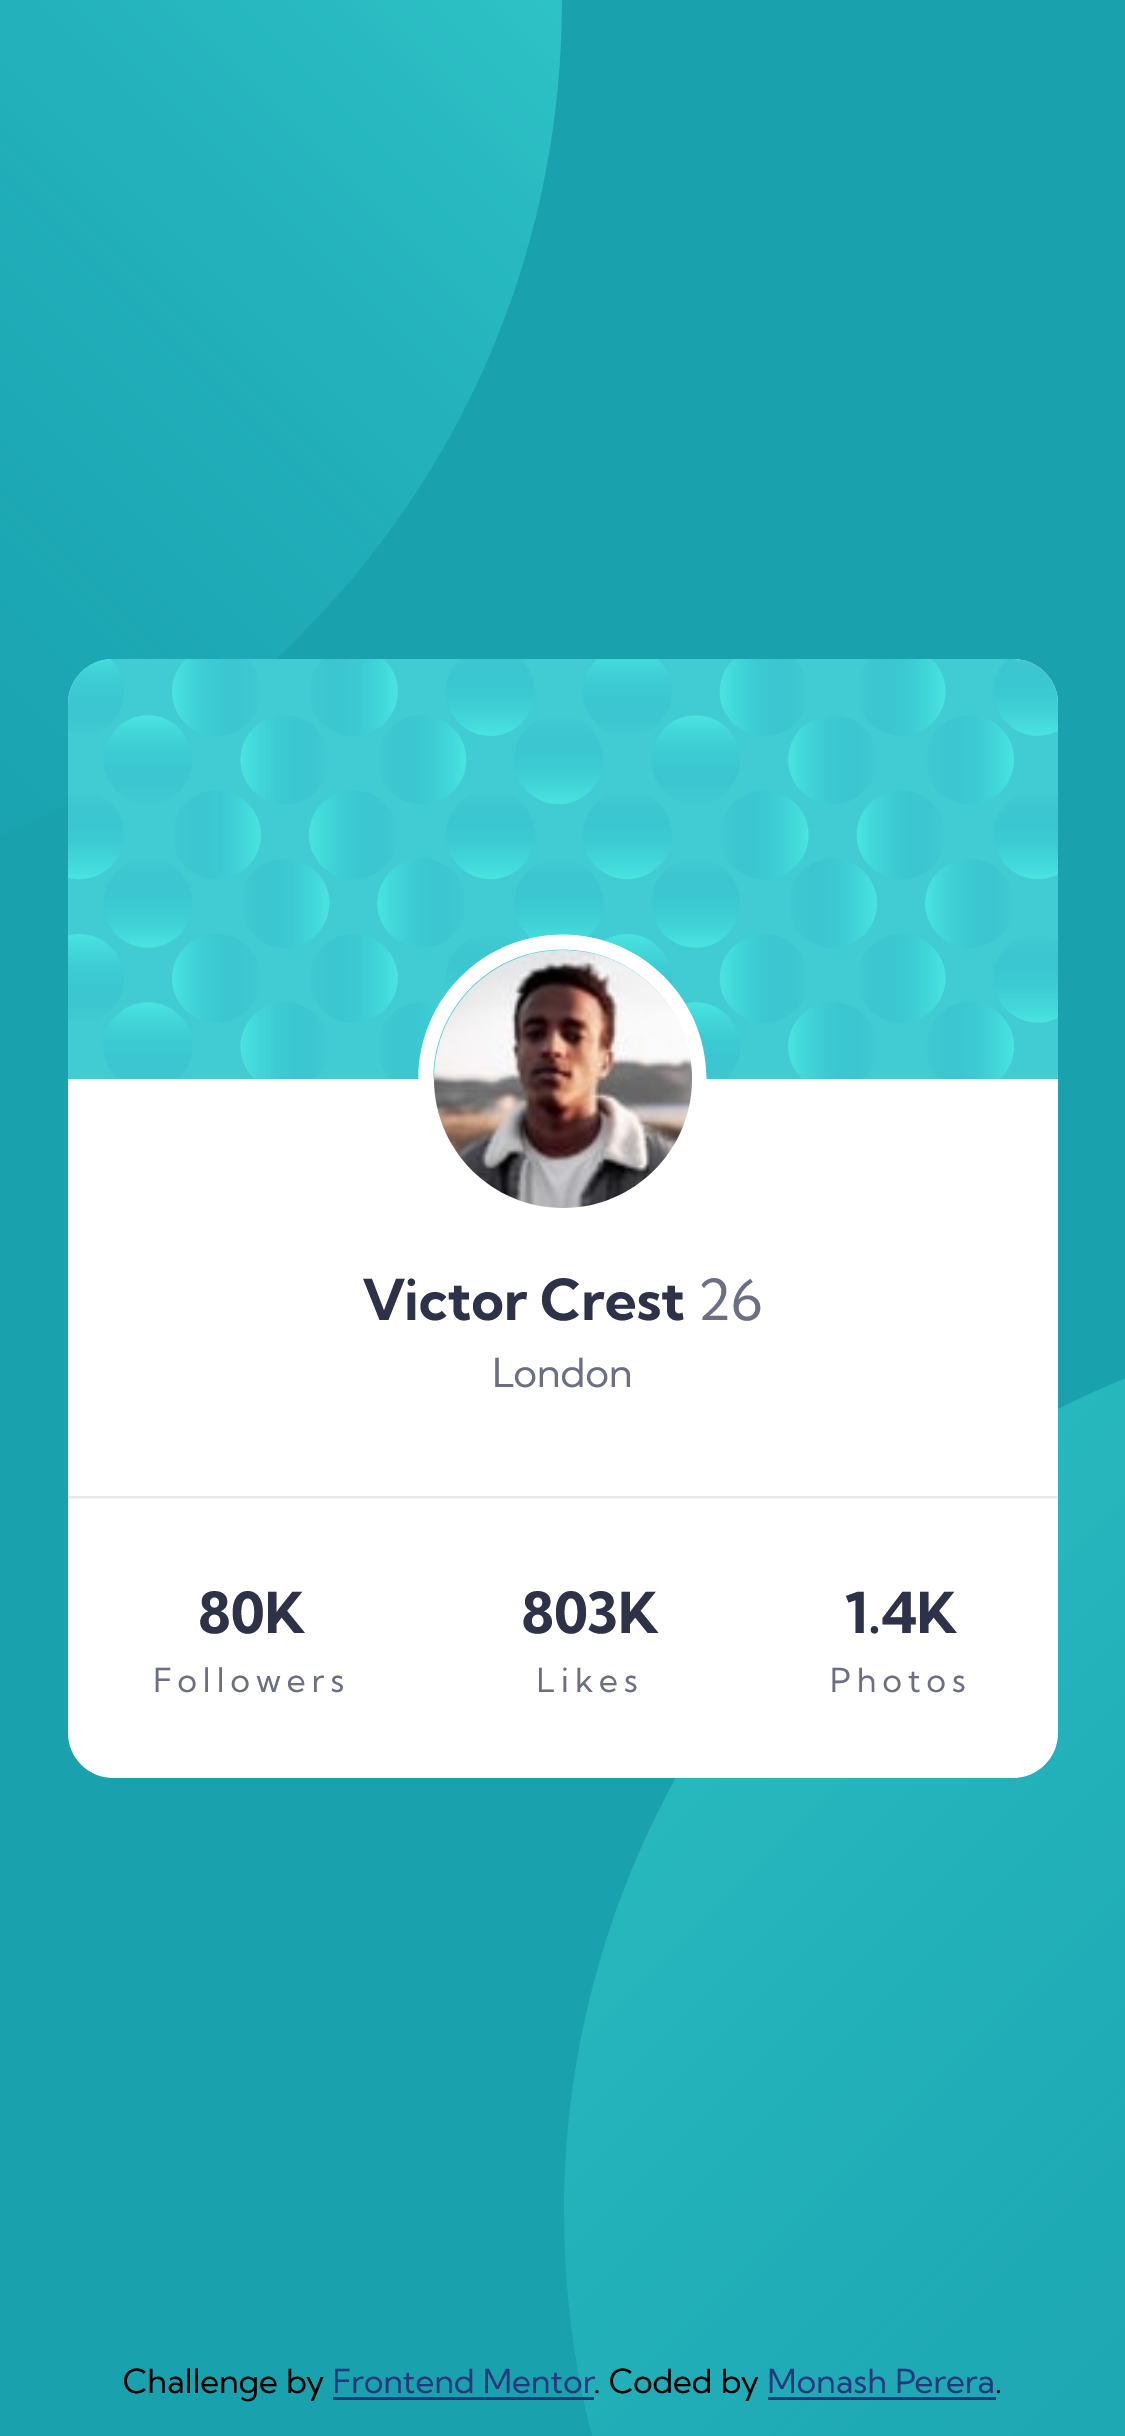 Victor Crest 26
London
80K 803K 1.4K
Followers Likes Photos
Challenge by Frontend Mentor. Coded by Monash Perera.